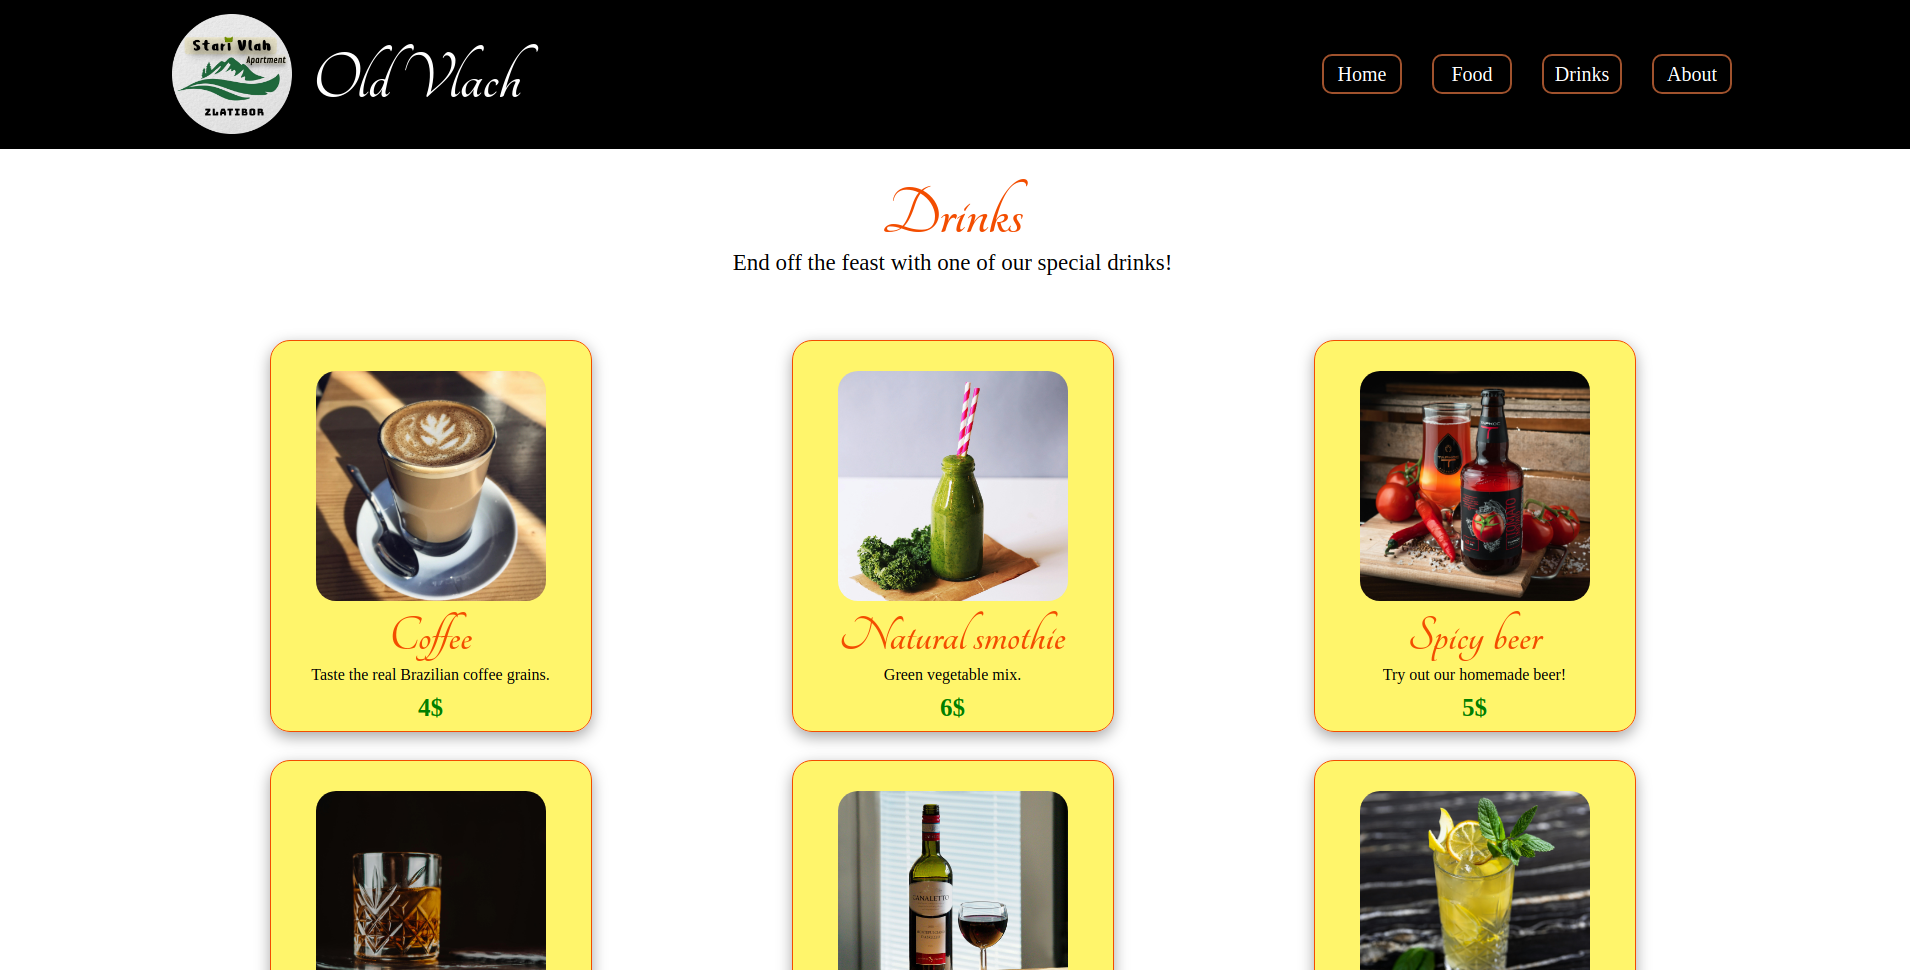 Stari Vlah
Apartment
ZLATIBOR
Old Vlach
Home
Food
Drinks
About
Drinks
End off the feast with one of our special drinks!
Coffee
Taste the real Brazilian coffee grains.
4$
Natural smothie
Green vegetable mix.
6$
Spicy beer
Try out our homemade beer!
5$
CANALETTO